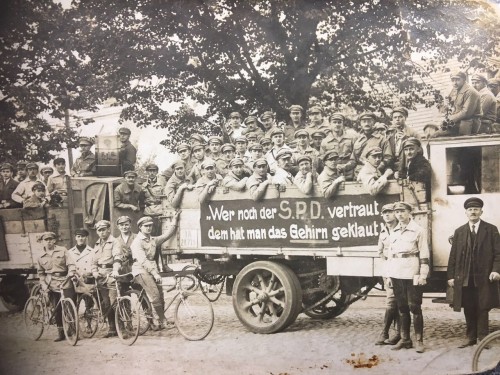 „Wer noch der S.P.D. vertraut,
dem hat man das Gehirn geklaut“